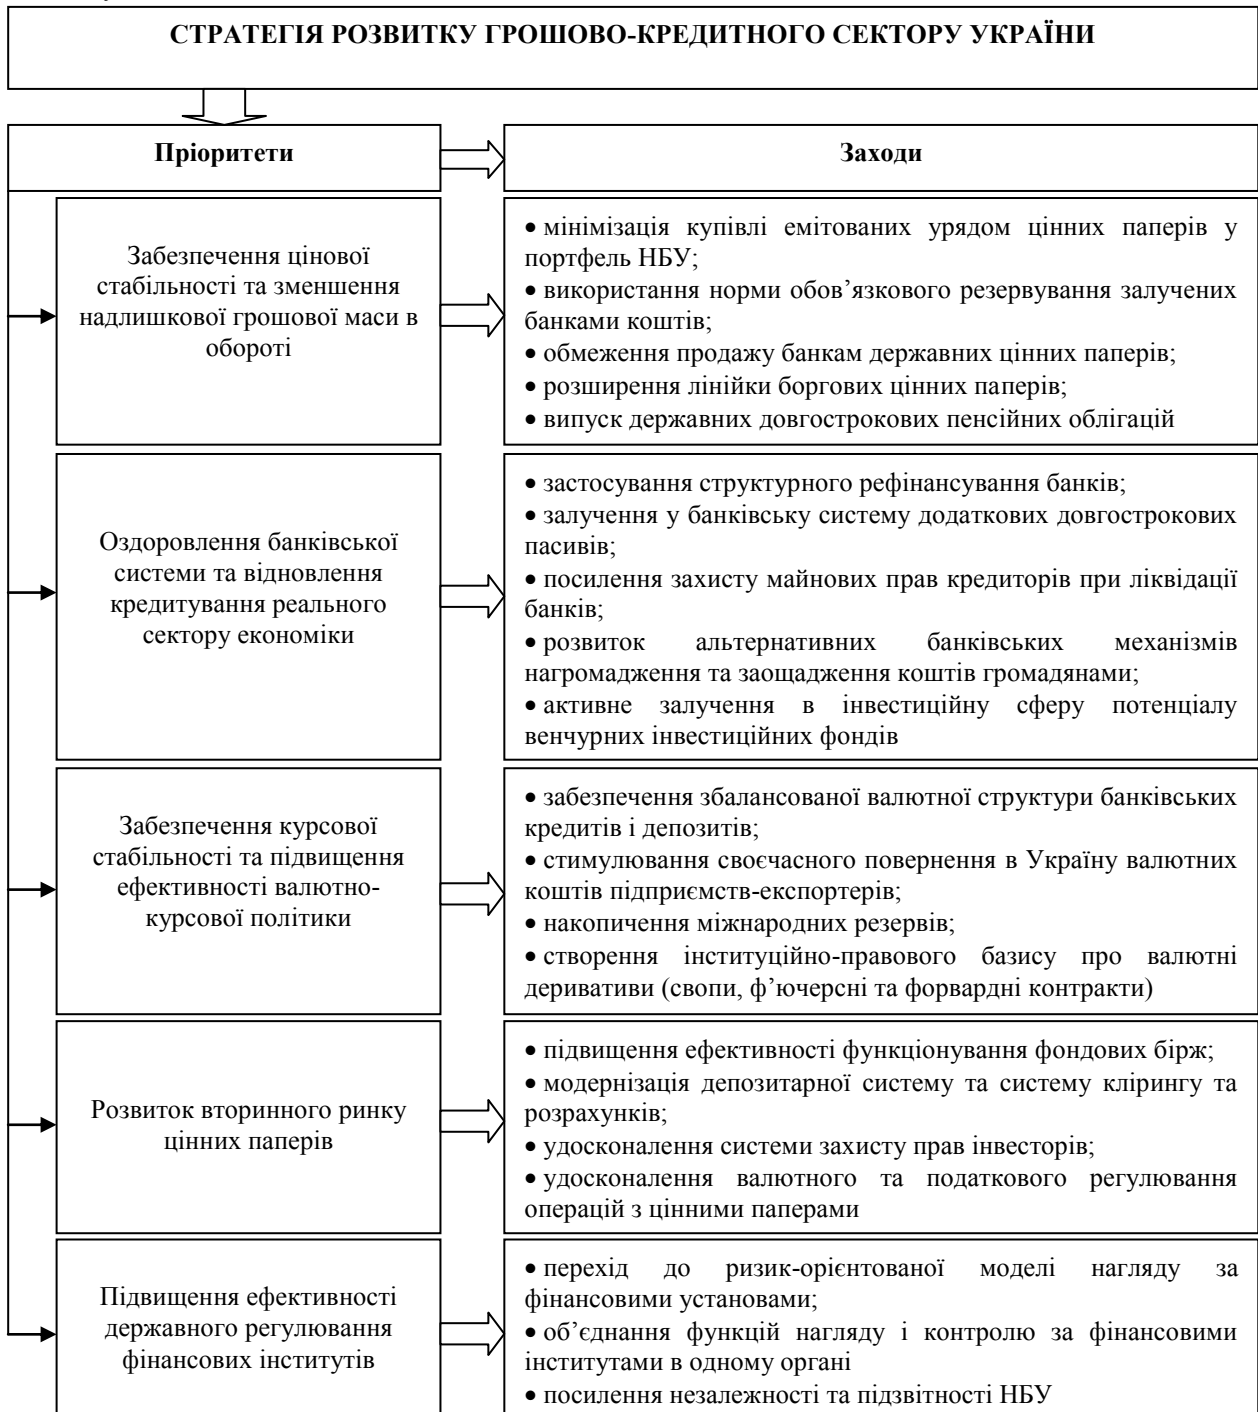 СТРАТЕГІЯ РОЗВИТКУ ГРОШОВО-КРЕДИТНОГО СЕКТОРУ УКРАЇНИ
Пріоритети
Заходи
Забезпечення цінової
стабільності та зменшення
надлишкової грошової маси в
обороті
• мінімізація купівлі емітованих урядом цінних паперів у
портфель НБУ;
• використання норми обов’язкового резервування залучених
банками коштів;
• обмеження продажу банкам державних цінних паперів;
• розширення лінійки боргових цінних паперів;
• випуск державних довгострокових пенсійних облігацій
Оздоровлення банківської
системи та відновлення
кредитування реального
сектору економіки
• застосування структурного рефінансування банків;
• залучення у банківську систему додаткових довгострокових
пасивів;
• посилення захисту майнових прав кредиторів при ліквідації
банків;
• розвиток альтернативних банківських механізмів
нагромадження та заощадження коштів громадянами;
• активне залучення в інвестиційну сферу потенціалу
венчурних інвестиційних фондів
Забезпечення курсової
стабільності та підвищення
ефективності валютно-
курсової політики
• забезпечення збалансованої валютної структури банківських
кредитів і депозитів;
• стимулювання своєчасного повернення в Україну валютних
коштів підприємств-експортерів;
• накопичення міжнародних резервів;
• створення інституційно-правового базису про валютні
деривативи (свопи, ф’ючерсні та форвардні контракти)
Розвиток вторинного ринку
цінних паперів
• підвищення ефективності функціонування фондових бірж;
• модернізація депозитарної систему та систему клірингу та
розрахунків;
• удосконалення системи захисту прав інвесторів;
• удосконалення валютного та податкового регулювання
операцій з цінними паперами
Підвищення ефективності
державного регулювання
фінансових інститутів
• перехід до ризик-орієнтованої моделі нагляду за
фінансовими установами;
• об’єднання функцій нагляду і контролю за фінансовими
інститутами в одному органі
• посилення незалежності та підзвітності НБУ